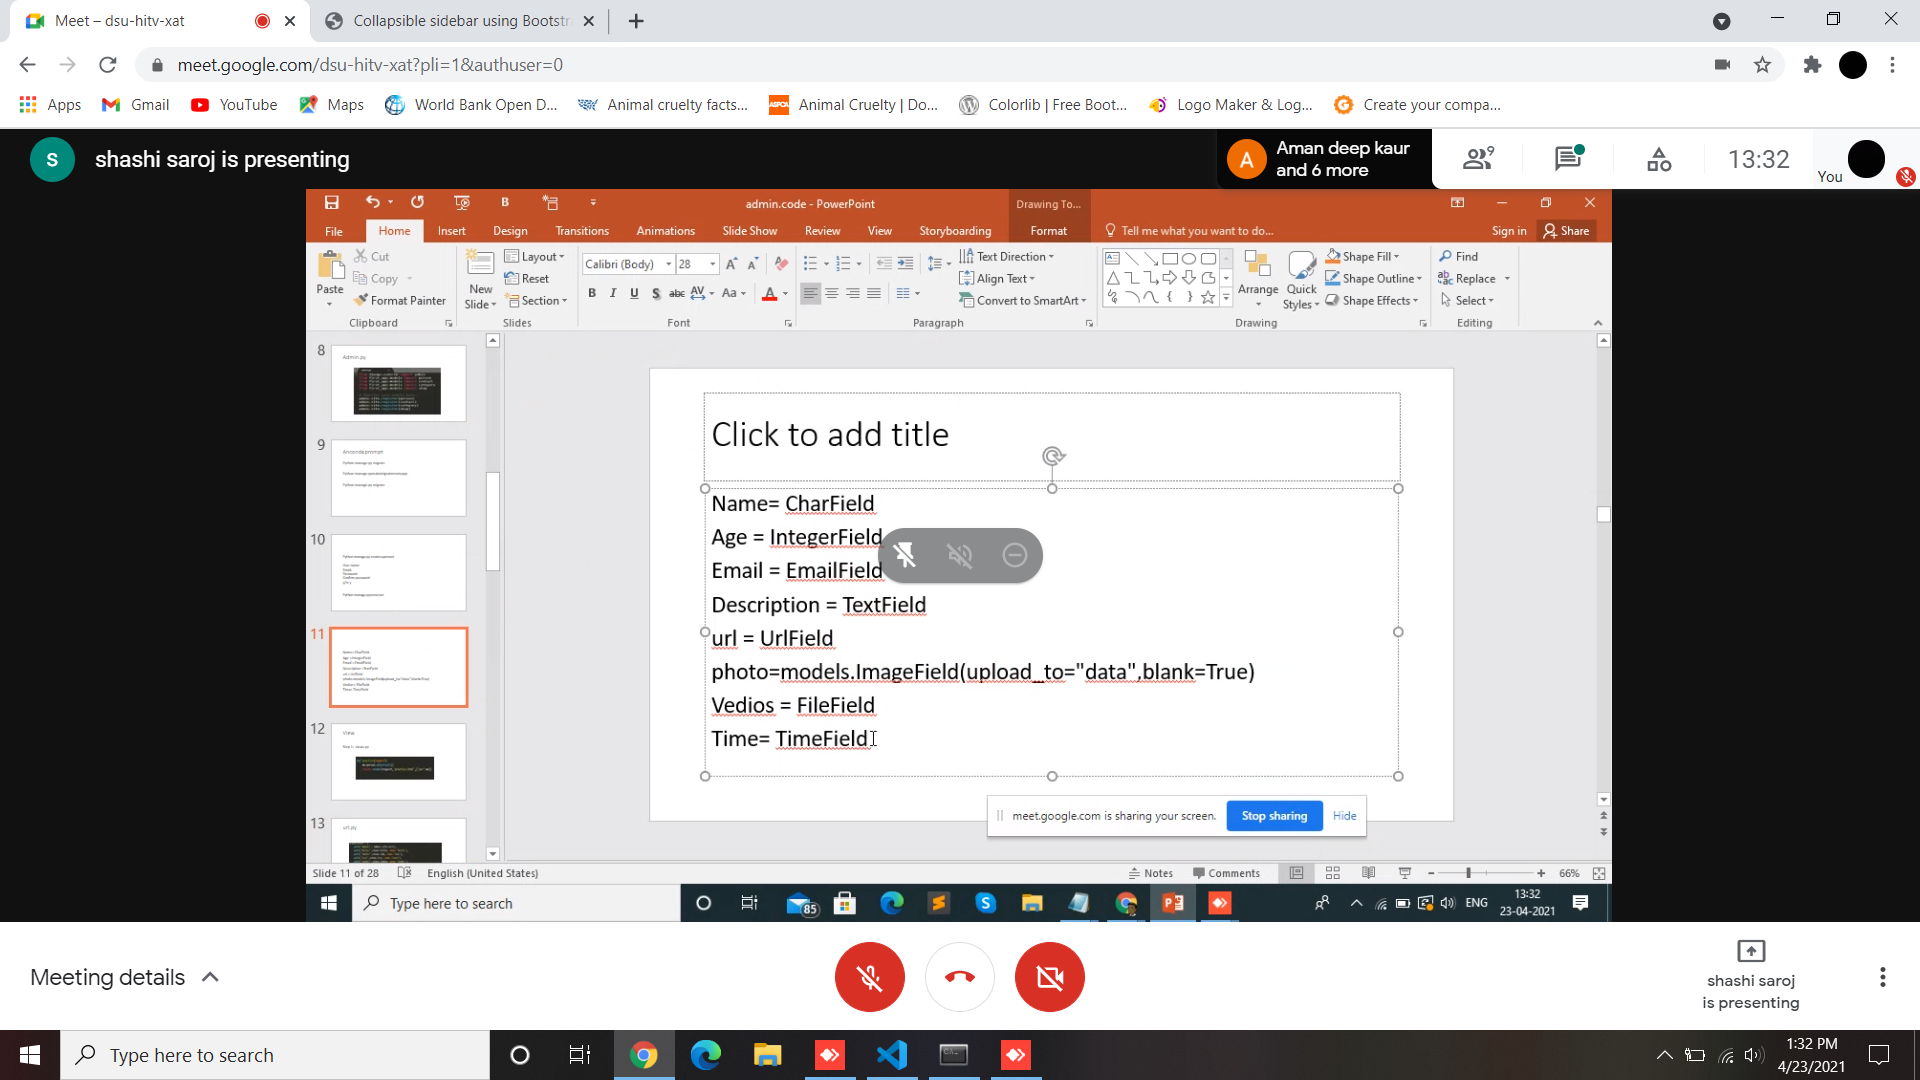 Meet – dsu-hitv-xat
Collapsible sidebar using Bootstr
meet.google.com/dsu-hitv-xat?pli=1&authuser=0
Apps Gmail YouTube Maps World Bank Open D... Animal cruelty facts... Animal Cruelty | Do... Colorlib | Free Boot... Logo Maker & Log... Create your compa...
S shashi saroj is presenting
A Aman deep kaur
and 6 more
9
13:32
You
admin.code - PowerPoint
Drawing To...
File Home Insert Design Transitions Animations Slide Show Review View Storyboarding Format Tell me what you want to do... Sign in Share
Paste
Cut
Copy
Format Painter
Clipboard
New
Slide
Layout
Reset
Section
Slides
Calibri (Body) 28
B I U S abc AV Aa A
Font
Text Direction
Align Text
Convert to SmartArt
Paragraph
Arrange
Quick
Styles
Shape Fill
Shape Outline
Shape Effects
Drawing
Find
Replace
Select
Editing
8
Admin.py
9
10
11
12
View
13
url.py
Click to add title
Name= CharField
Age = IntegerField
Email = EmailField
Description = TextField
url = UrlField
photo=models.ImageField(upload_to="data",blank=True)
Vedios = FileField
Time= TimeField
meet.google.com is sharing your screen. Stop sharing Hide
Slide 11 of 28 English (United States) Notes Comments 66%
Type here to search
85
ENG
13:32
23-04-2021
Meeting details
shashi saroj
is presenting
Type here to search
1:32 PM
4/23/2021